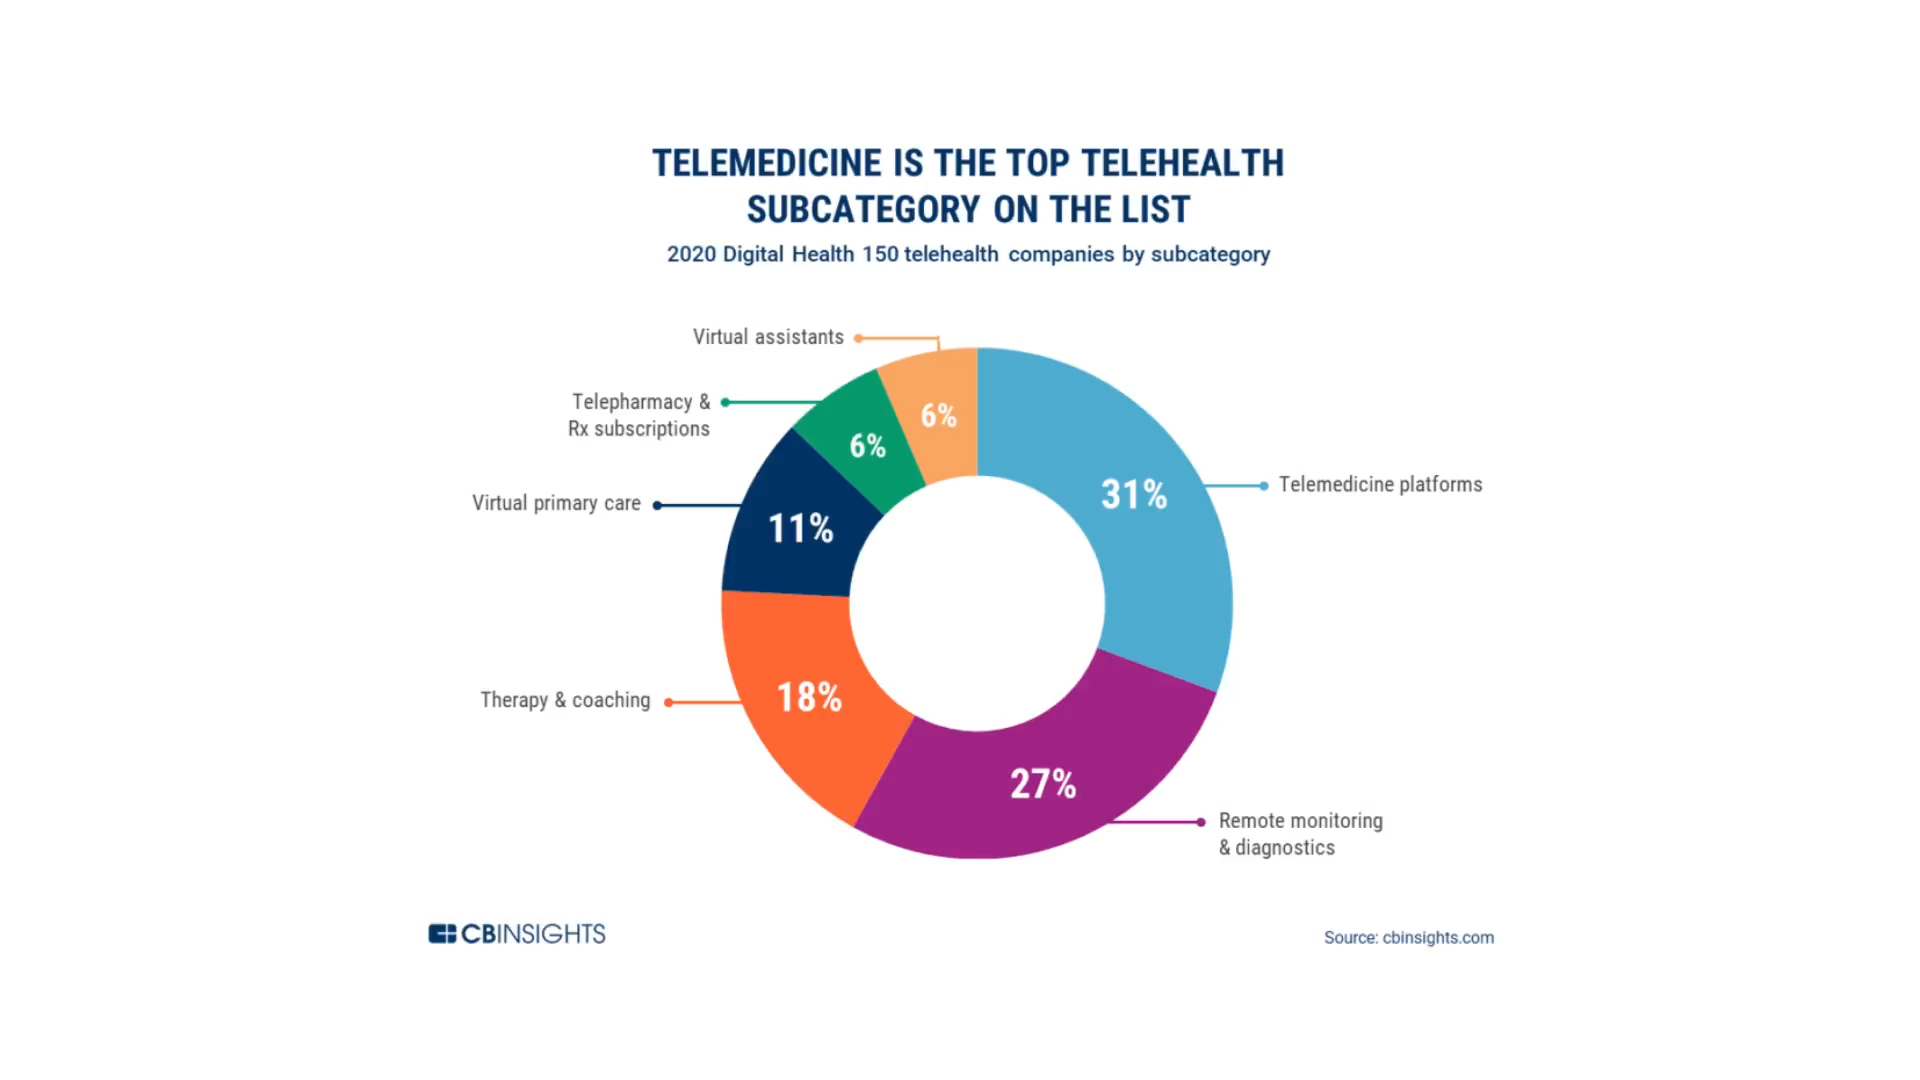 TELEMEDICINE IS THE TOP TELEHEALTH
SUBCATEGORY ON THE LIST
2020 Digital Health 150 telehealth companies by subcategory
Virtual assistants
Telepharmacy &
Rx subscriptions
Virtual primary care
Therapy & coaching
6%
6%
11%
18%
31%
27%
Telemedicine platforms
Remote monitoring
& diagnostics
CBINSIGHTS
Source: cbinsights.com